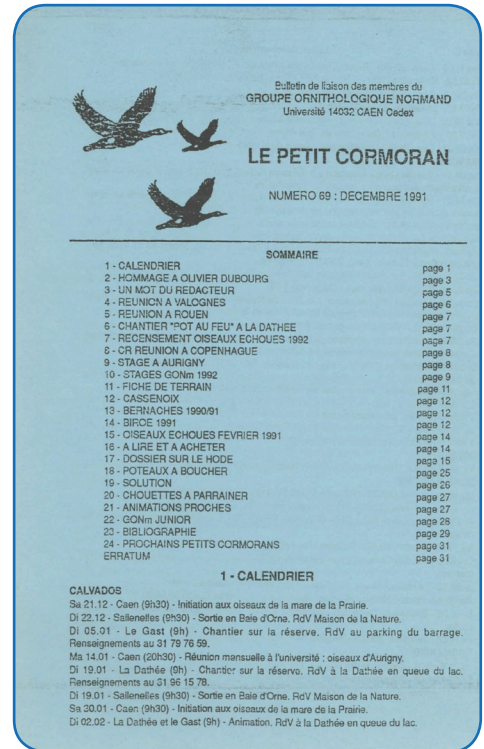 Bulletin de liaison des membres du
GROUPE ORNITHOLOGIQUE NORMAND
Université 14032 CAEN Cedex
LE PETIT CORMORAN
NUMERO 69 : DECEMBRE 1991
SOMMAIRE
1 - CALENDRIER page 1
2 - HOMMAGE A OLIVIER DUBOURG page 3
3 - UN MOT DU REDACTEUR page 5
4 - REUNION A VALOGNES page 6
5 - REUNION A ROUEN page 7
6 - CHANTIER "POT AU FEU" A LA DATHEE page 7
7 - RECENSEMENT OISEAUX ECHOUES 1992 page 7
8 - CR REUNION A COPENHAGUE page 8
9 - STAGE A AURIGNY page 8
10 - STAGES GONm 1992 page 9
11 - FICHE DE TERRAIN page 11
12 - CASSENOIX page 12
13 - BERNACHES 1990/91 page 12
14 - BIROE 1991 page 12
15 - OISEAUX ECHOUES FEVRIER 1991 page 14
16 - A LIRE ET A ACHETER page 14
17 - DOSSIER SUR LE HODE page 15
18 - POTEAUX A BOUCHER page 25
19 - SOLUTION page 26
20 - CHOUETTES A PARRAINER page 27
21 - ANIMATIONS PROCHES page 27
22 - GONm JUNIOR page 28
23 - BIBLIOGRAPHIE page 29
24 - PROCHAINS PETITS CORMORANS page 31
ERRATUM page 31
1 - CALENDRIER
CALVADOS
Sa 21.12 - Caen (9h30) - Initiation aux oiseaux de la mare de la Prairie.
Di 22.12 - Sallenelles (9h30) - Sortie en Baie d'Orne. RdV Maison de la Nature.
Di 05.01 - Le Gast (9h) - Chantier sur la réserve. RdV au parking du barrage.
Renseignements au 31 79 76 59.
Ma 14.01 - Caen (20h30) - Réunion mensuelle à l'université : oiseaux d'Aurigny.
Di 19.01 - La Dathée (9h) - Chantier sur la réserve. RdV à la Dathée en queue du lac.
Renseignements au 31 96 15 78.
Di 19.01 - Sallenelles (9h30) - Sortie en Baie d'Orne. RdV Maison de la Nature.
Sa 30.01 - Caen (9h30) - Initiation aux oiseaux de la mare de la Prairie.
Di 02.02 - La Dathée et le Gast (9h) - Animation. RdV à la Dathée en queue du lac.